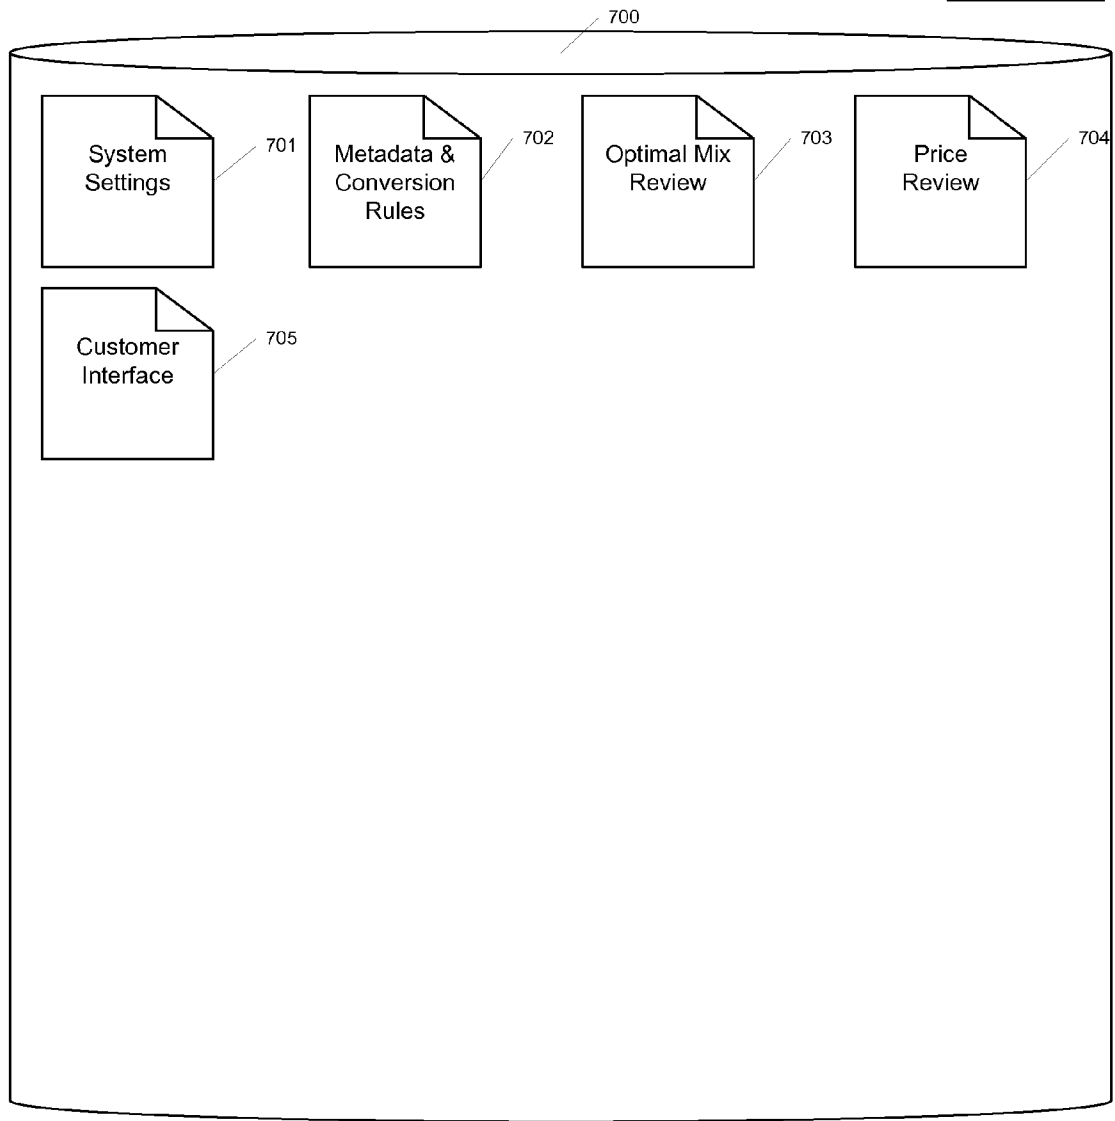 700
System
Settings
701
Metadata &
Conversion
Rules
702
Optimal Mix
Review
703
Price
Review
704
Customer
Interface
705